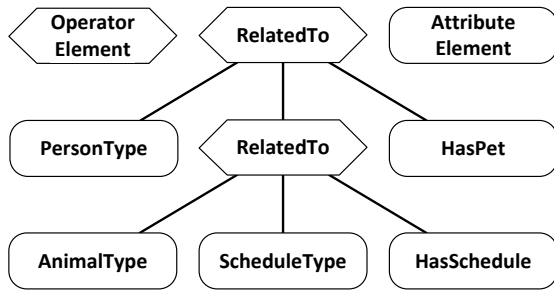 Operator
Element
RelatedTo
Attribute
Element
PersonType
RelatedTo
HasPet
AnimalType
ScheduleType
HasSchedule